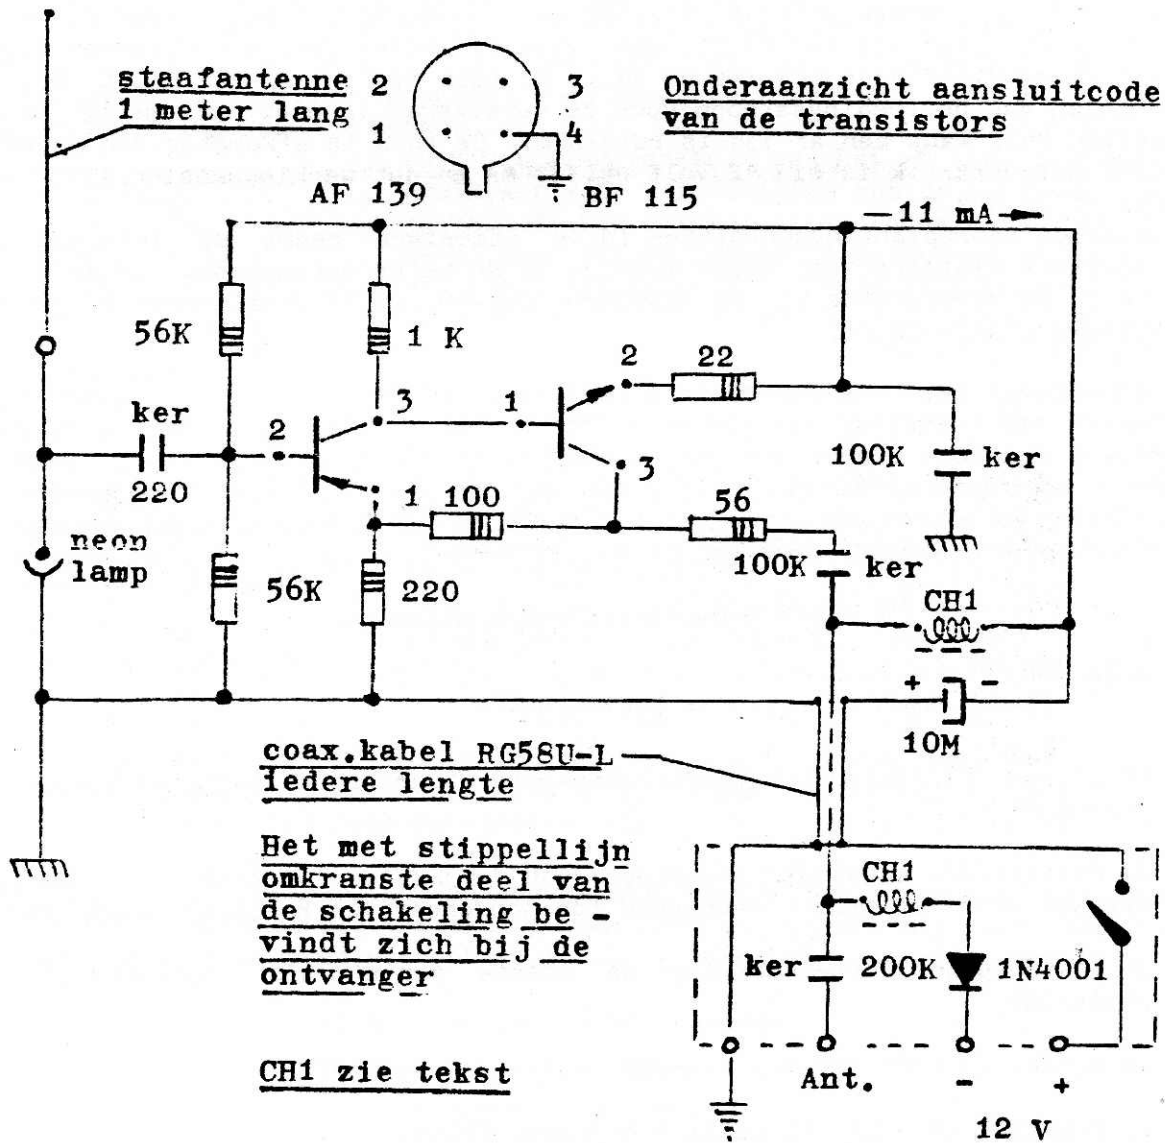 staafantenne
1 meter lang
2
3
1
4
Onderaanzicht aansluitcode
van de transistors
AF 139
BF 115
11 mA
56K
1 K
2
22
3
1
ker
2
220
3
100K
ker
1
100
56
neon
lamp
56K
220
100K
ker
CH1
+
-
10M
coax.kabel RG58U-L
iedere lengte
Het met stippellijn
omkranste deel van
de schakeling be -
vindt zich bij de
ontvanger
CH1
ker
200K
1N4001
CH1 zie tekst
Ant.
-
+
12 V